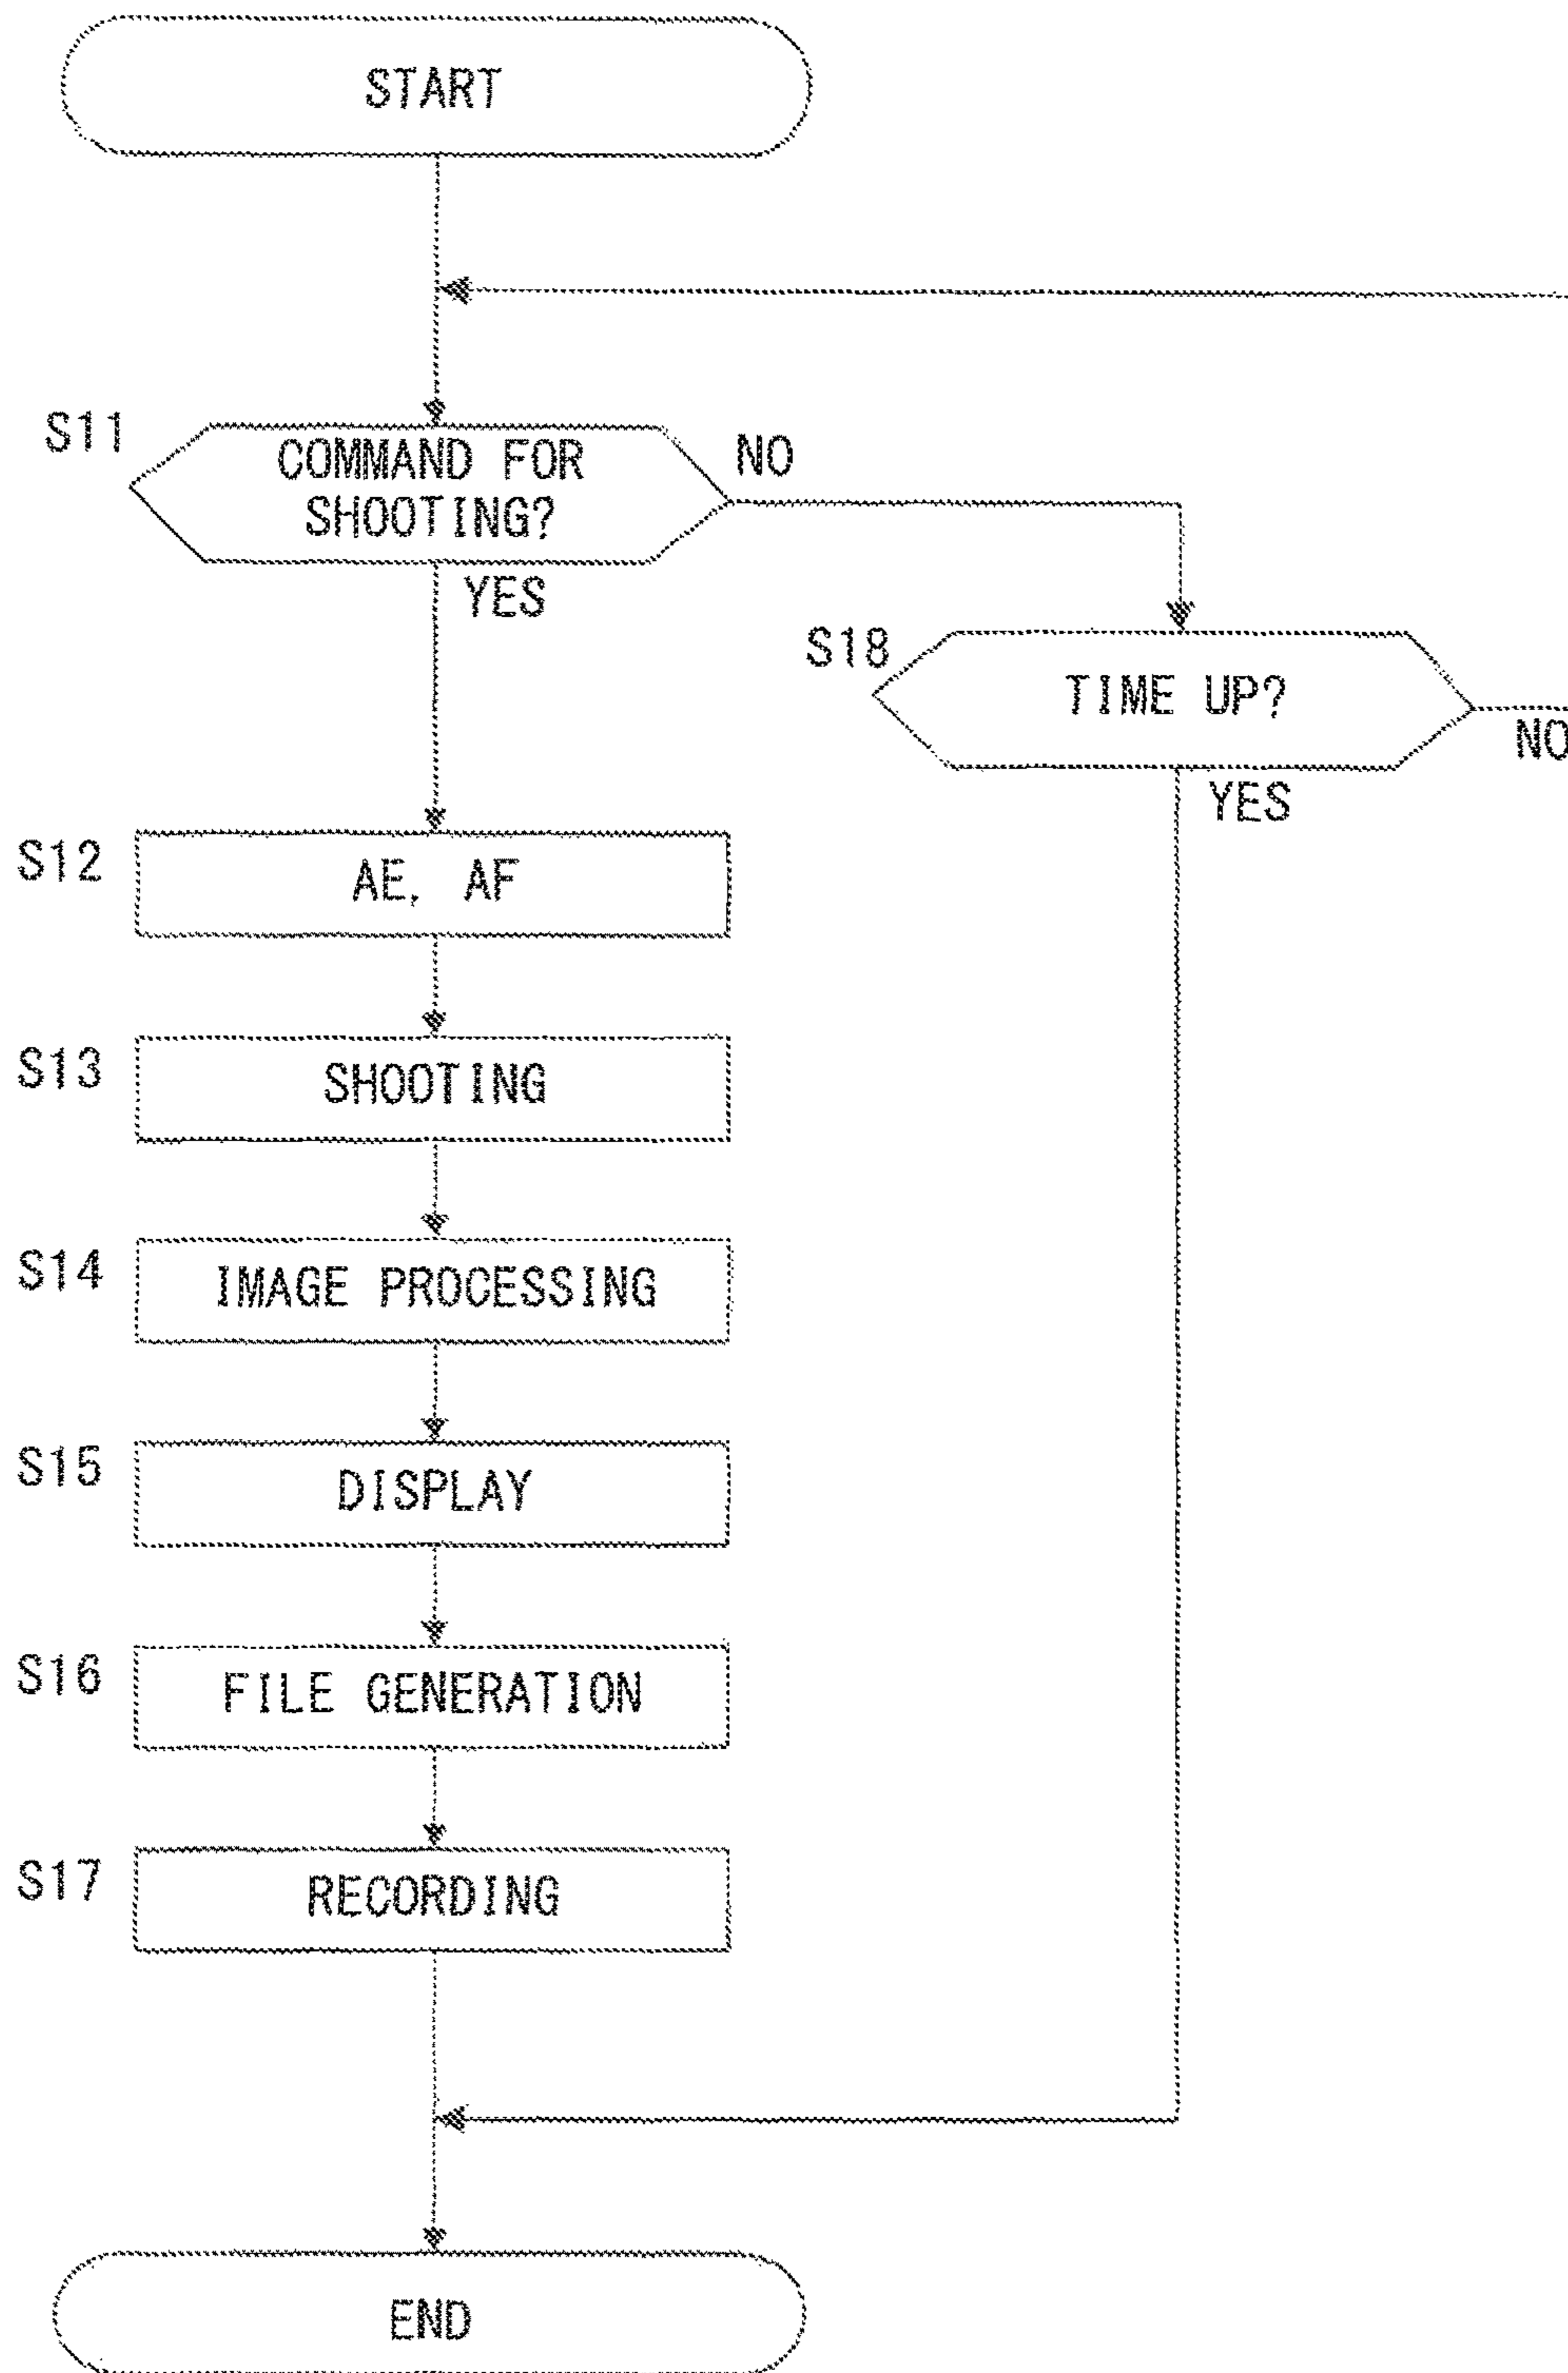 START
S11
COMMAND FOR
SHOOTING?
NO
YES
S18
TIME UP?
NO
YES
S12
AE, AF
S13
SHOOTING
S14
IMAGE PROCESSING
S15
DISPLAY
S16
FILE GENERATION
S17
RECORDING
END